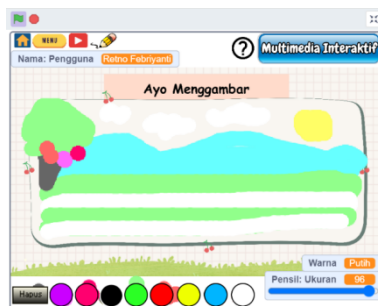 MENU
Multimedia Interaktif
Nama: Pengguna Retno Febriyanti
Ayo Menggambar
Warna Putih
Pensil: Ukuran 96
Hapus